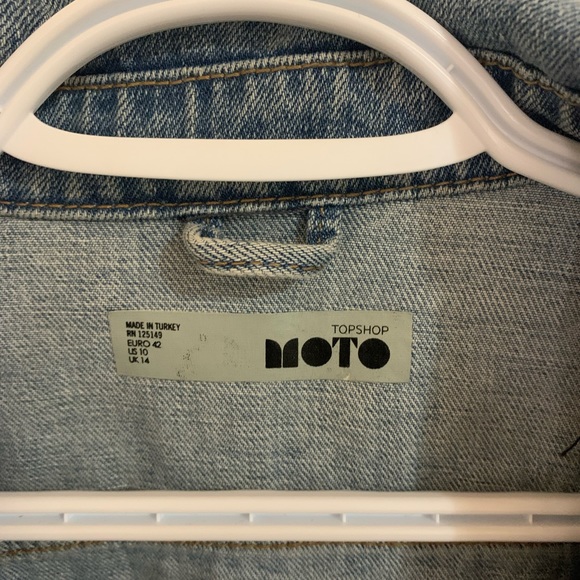 MADE IN TURKEY
RN 125149
EURO 42
US 10
UK 14
TOPSHOP
MOTO